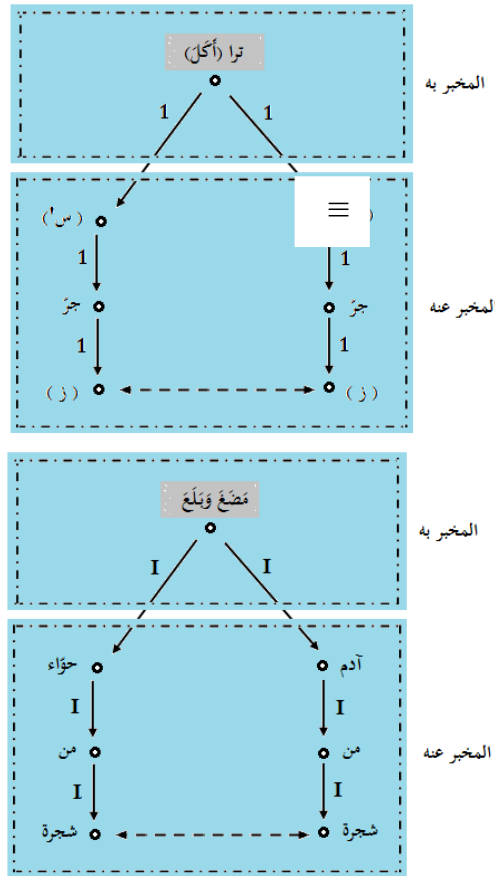 ترا (أَكَلَ)
المخبر به
1 1
(س')
1 1
جرّ جرّ
المخبر عنه
1 1
(ز) (ز)
مَضَغَ وَبَلَعَ
المخبر به
I I
آدم حوّاء
I I
من من
المخبر عنه
I I
شجرة شجرة